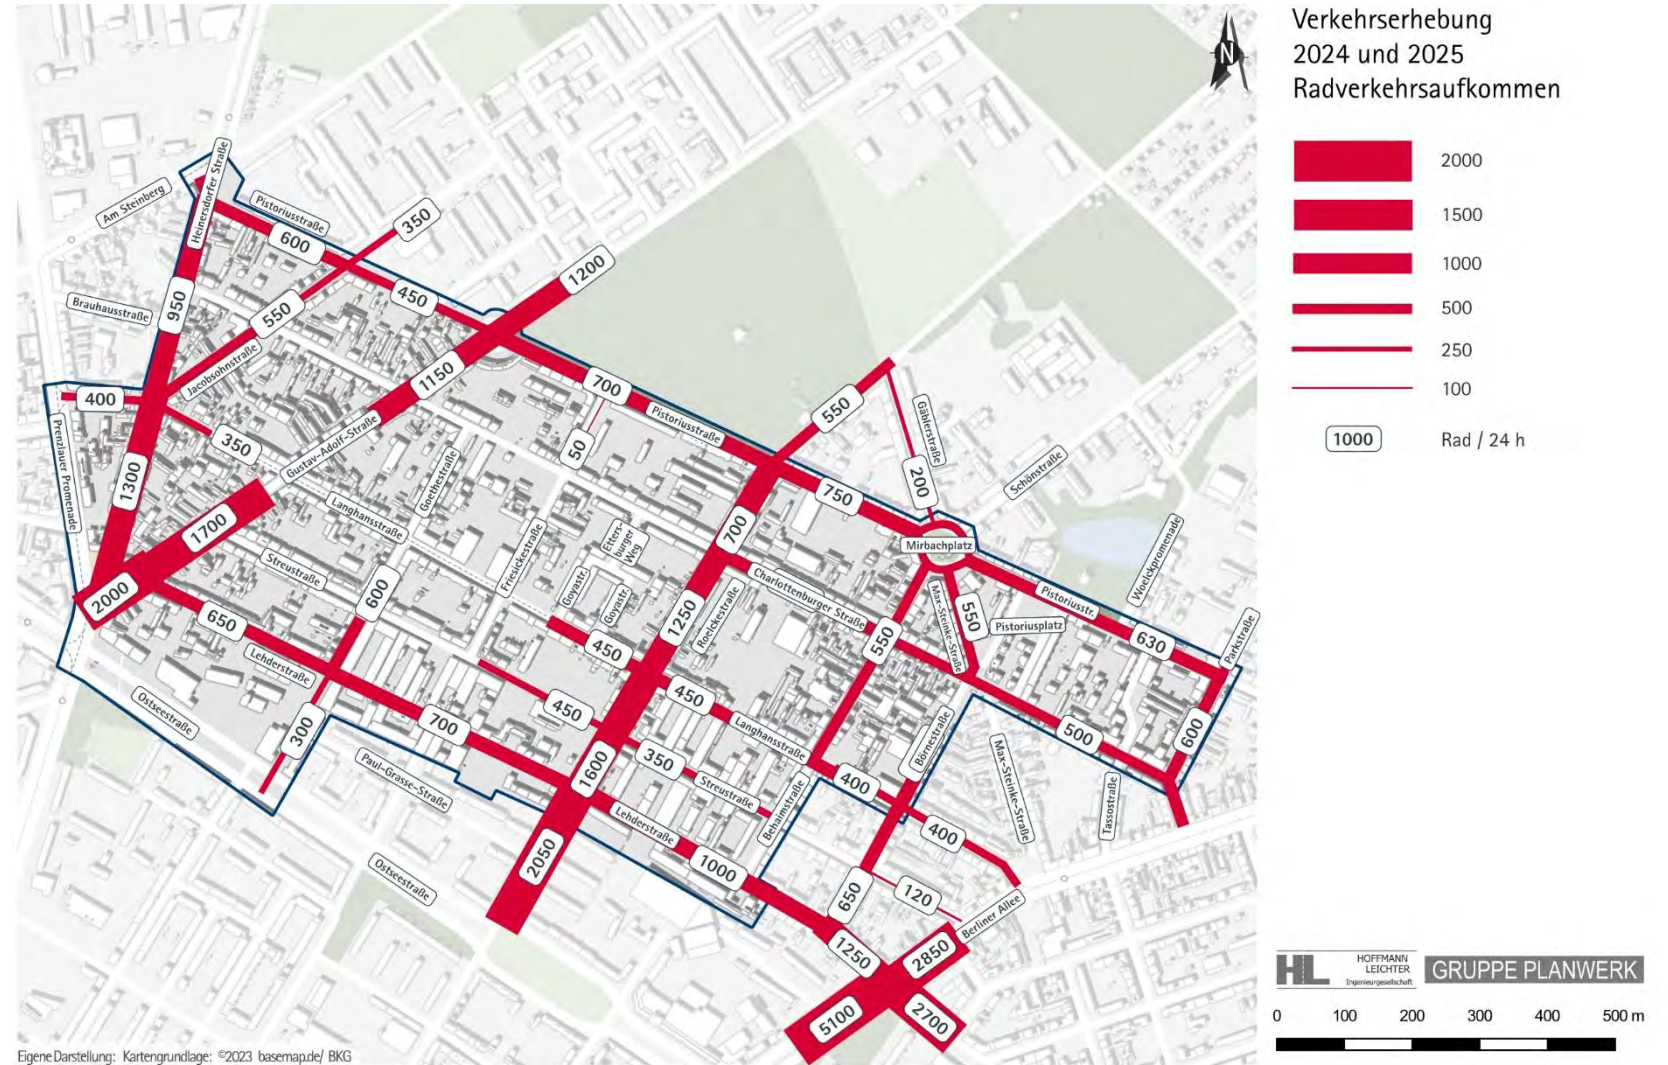 Verkehrserhebung
2024 und 2025
Radverkehrsaufkommen
2000
1500
1000
500
250
100
1000 Rad / 24 h
N
Am Steinberg
Heinersdorfer Straße
Pistoriusstraße
600
350
1200
450
950
550
Brauhausstraße
Jacobsohnstraße
1150
400
350
Prenzlauer Promenade
1300
Gustav-Adolf-Straße
1700
2000
Goethestraße
Langhansstraße
Streustraße
700
50
Pistoriusstraße
550
Gäblerstraße
200
Schönstraße
750
700
Mirbachplatz
Friesickestraße
Etters-
burger
Weg
Goyastr.
Goyastr.
600
650
Lehderstraße
Ostseestraße
300
700
Paul-Grasse-Straße
Ostseestraße
450
450
1250
Roelckestraße
Charlottenburger Straße
550
Max-Steinke-Straße
550
Pistoriusplatz
Pistoriusstr.
630
Woelckpromenade
Parkstraße
600
500
450
Langhansstraße
1600
350
Streustraße
Behaimstraße
400
Börnestraße
400
Max-Steinke-Straße
Tassostraße
Lehderstraße
1000
2050
650
120
Berliner Allee
1250
2850
5100
2700
Eigene Darstellung: Kartengrundlage: ©2023 basemap.de/ BKG
HL
HOFFMANN
LEICHTER
Ingenieurgesellschaft
GRUPPE PLANWERK
0 100 200 300 400 500 m